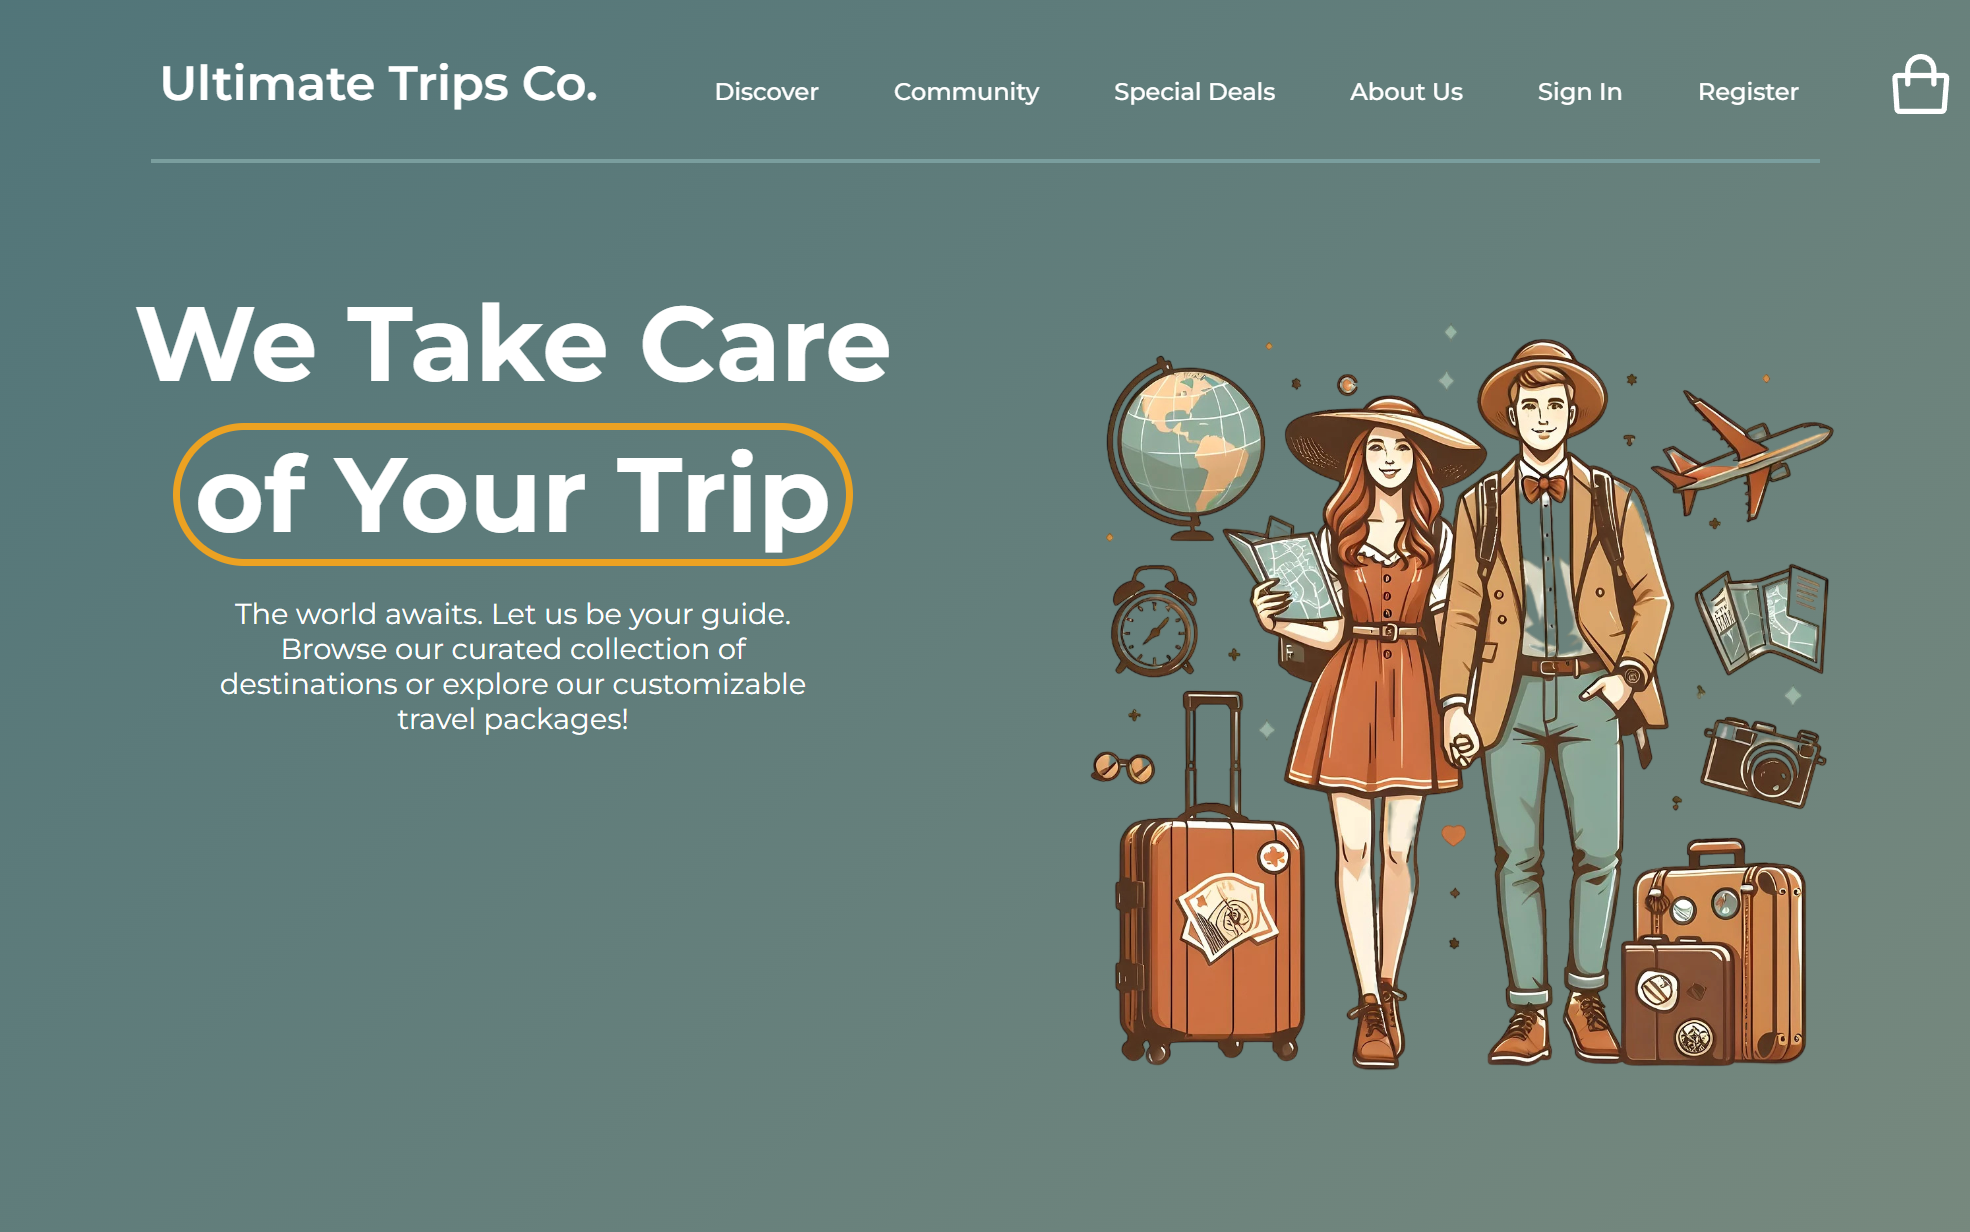 Ultimate Trips Co.
Discover
Community
Special Deals
About Us
Sign In
Register
We Take Care
of Your Trip
The world awaits. Let us be your guide.
Browse our curated collection of
destinations or explore our customizable
travel packages!